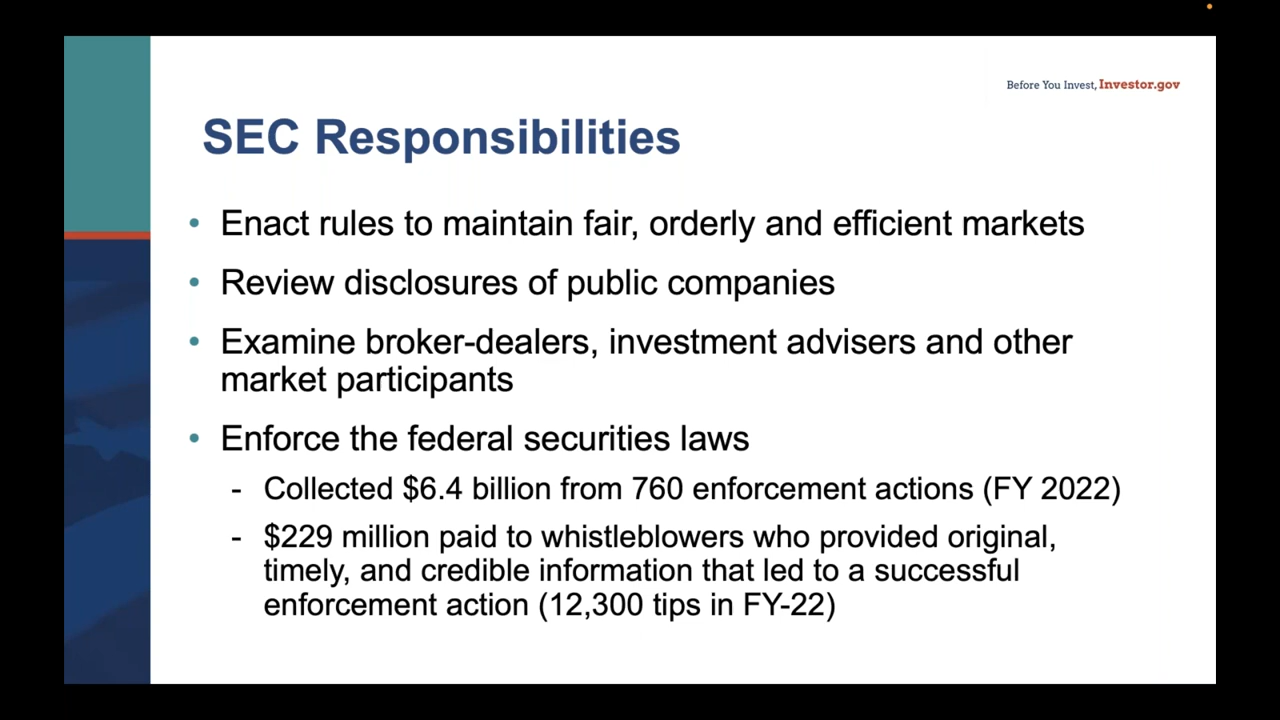 Before You Invest, Investor.gov
SEC Responsibilities
• Enact rules to maintain fair, orderly and efficient markets
• Review disclosures of public companies
• Examine broker-dealers, investment advisers and other
market participants
• Enforce the federal securities laws
- Collected $6.4 billion from 760 enforcement actions (FY 2022)
- $229 million paid to whistleblowers who provided original,
timely, and credible information that led to a successful
enforcement action (12,300 tips in FY-22)